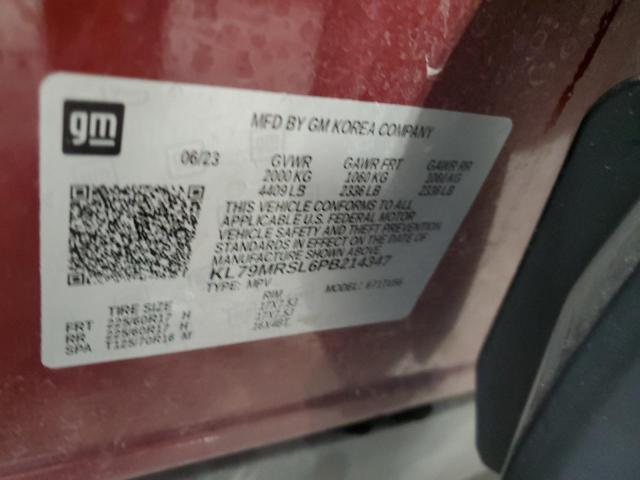 gm
MFD BY GM KOREA COMPANY
06/23 GVWR GAWR FRT GAWR RR
2000 KG 1060 KG 1060 KG
4409 LB 2336 LB 2336 LB
THIS VEHICLE CONFORMS TO ALL
APPLICABLE U.S. FEDERAL MOTOR
VEHICLE SAFETY AND THEFT PREVENTION
STANDARDS IN EFFECT ON THE DATE OF
MANUFACTURE SHOWN ABOVE.
KL79MRSL6PB214347
TYPE: MPV MODEL:
TIRE SIZE RIM
FRT 225/60R17 H 17X7.5J
RR 225/60R17 H 17X7.5J
SPA T125/70R16 M 16X4BT